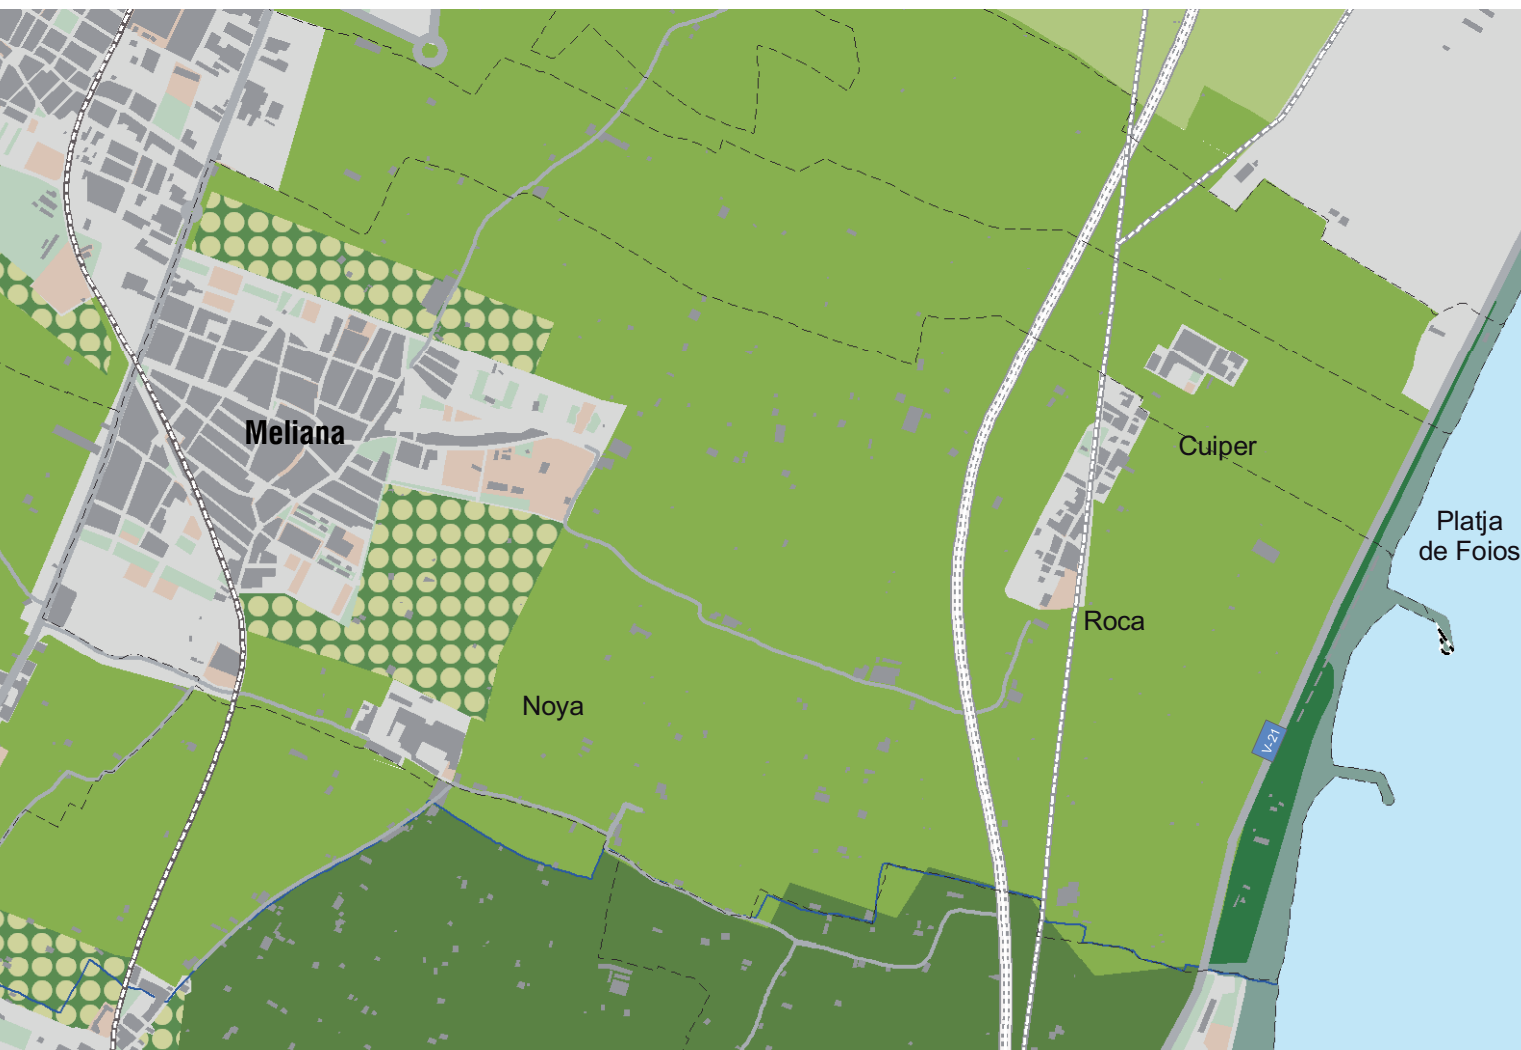 Meliana
Cuiper
Platja
de Foios
Roca
Noya
V-21